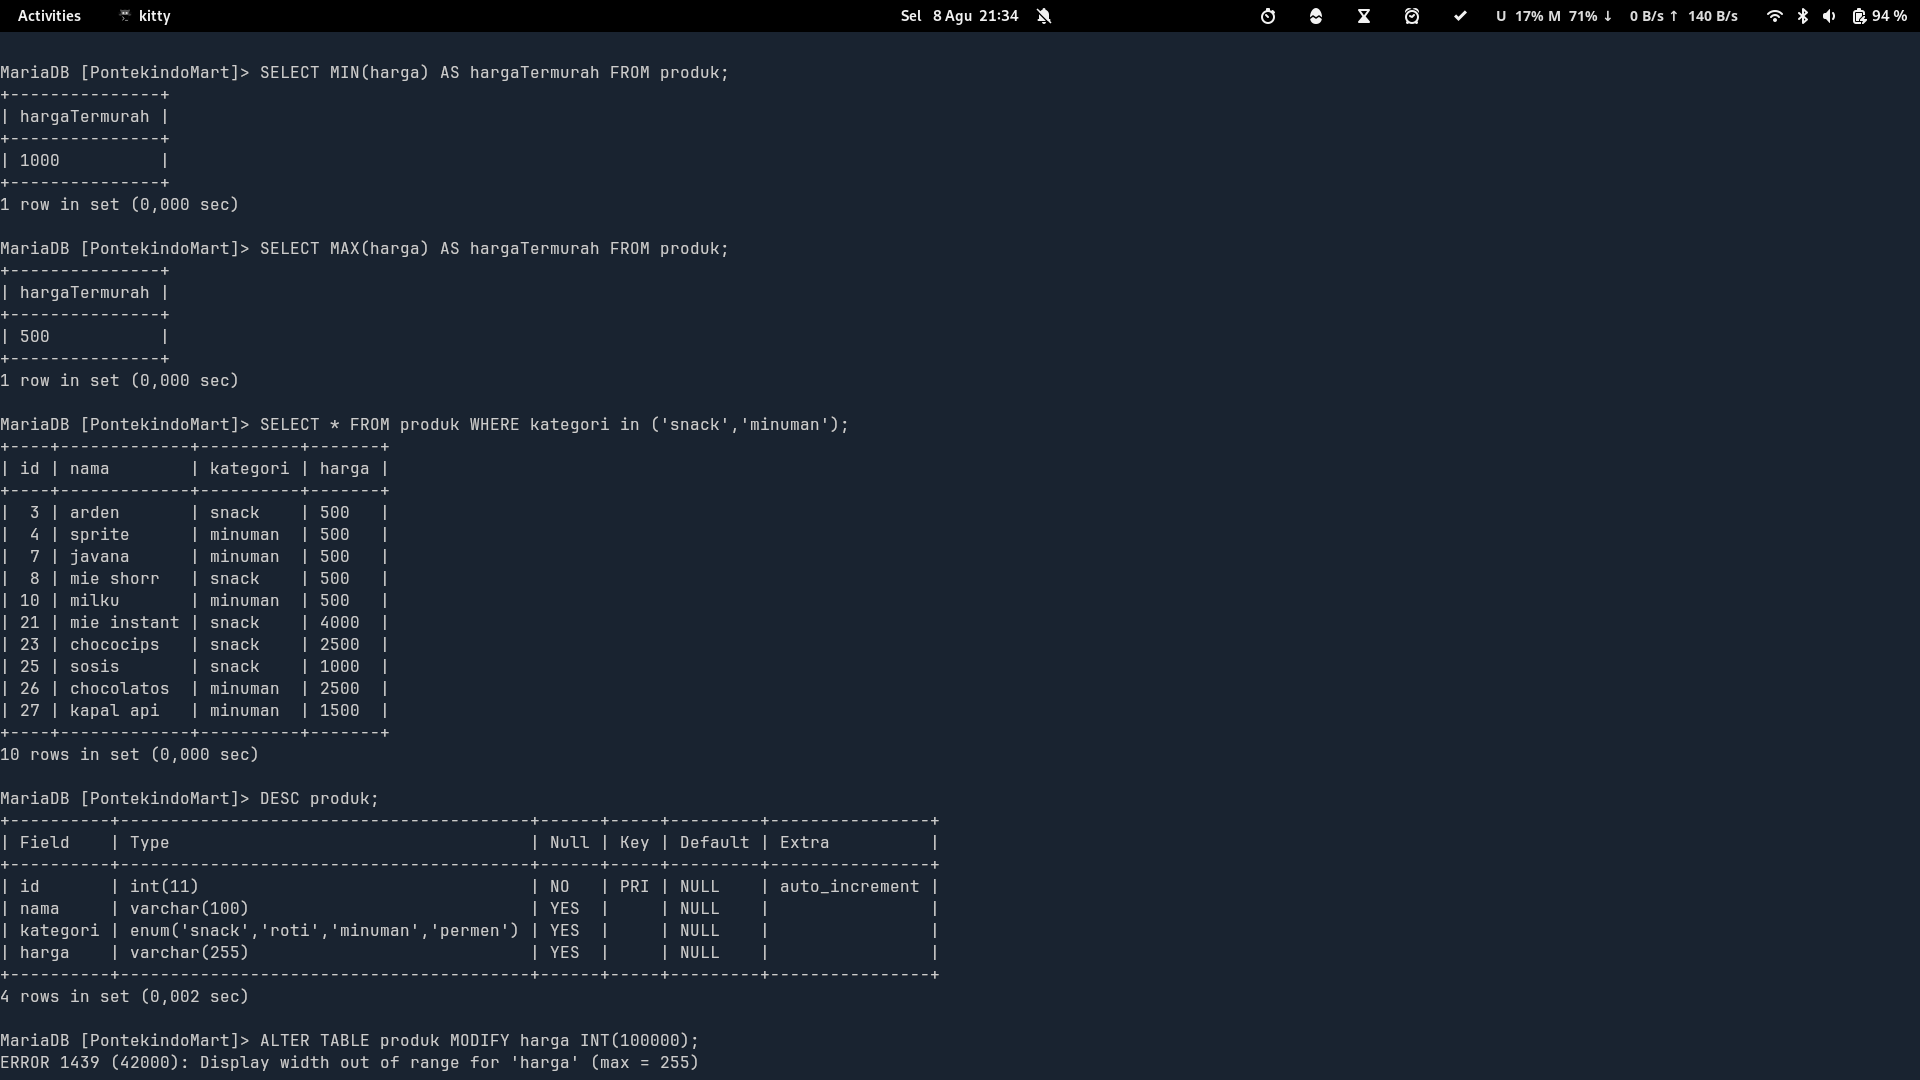 Activities kitty Sel 8 Agu 21:34 U 17% M 71% ↓ 0 B/s ↑ 140 B/s 94 %
MariaDB [PontekindoMart]> SELECT MIN(harga) AS hargaTermurah FROM produk;
+---------------+
| hargaTermurah |
+---------------+
| 1000          |
+---------------+
1 row in set (0,000 sec)

MariaDB [PontekindoMart]> SELECT MAX(harga) AS hargaTermurah FROM produk;
+---------------+
| hargaTermurah |
+---------------+
| 500           |
+---------------+
1 row in set (0,000 sec)

MariaDB [PontekindoMart]> SELECT * FROM produk WHERE kategori in ('snack','minuman');
+----+-------------+----------+-------+
| id | nama        | kategori | harga |
+----+-------------+----------+-------+
|  3 | arden       | snack    | 500   |
|  4 | sprite      | minuman  | 500   |
|  7 | javana      | minuman  | 500   |
|  8 | mie shorr   | snack    | 500   |
| 10 | milku       | minuman  | 500   |
| 21 | mie instant | snack    | 4000  |
| 23 | chococips   | snack    | 2500  |
| 25 | sosis       | snack    | 1000  |
| 26 | chocolatos  | minuman  | 2500  |
| 27 | kapal api   | minuman  | 1500  |
+----+-------------+----------+-------+
10 rows in set (0,000 sec)

MariaDB [PontekindoMart]> DESC produk;
+----------+-----------------------------------------+------+-----+---------+----------------+
| Field    | Type                                    | Null | Key | Default | Extra          |
+----------+-----------------------------------------+------+-----+---------+----------------+
| id       | int(11)                                 | NO   | PRI | NULL    | auto_increment |
| nama     | varchar(100)                            | YES  |     | NULL    |                |
| kategori | enum('snack','roti','minuman','permen') | YES  |     | NULL    |                |
| harga    | varchar(255)                            | YES  |     | NULL    |                |
+----------+-----------------------------------------+------+-----+---------+----------------+
4 rows in set (0,002 sec)

MariaDB [PontekindoMart]> ALTER TABLE produk MODIFY harga INT(100000);
ERROR 1439 (42000): Display width out of range for 'harga' (max = 255)